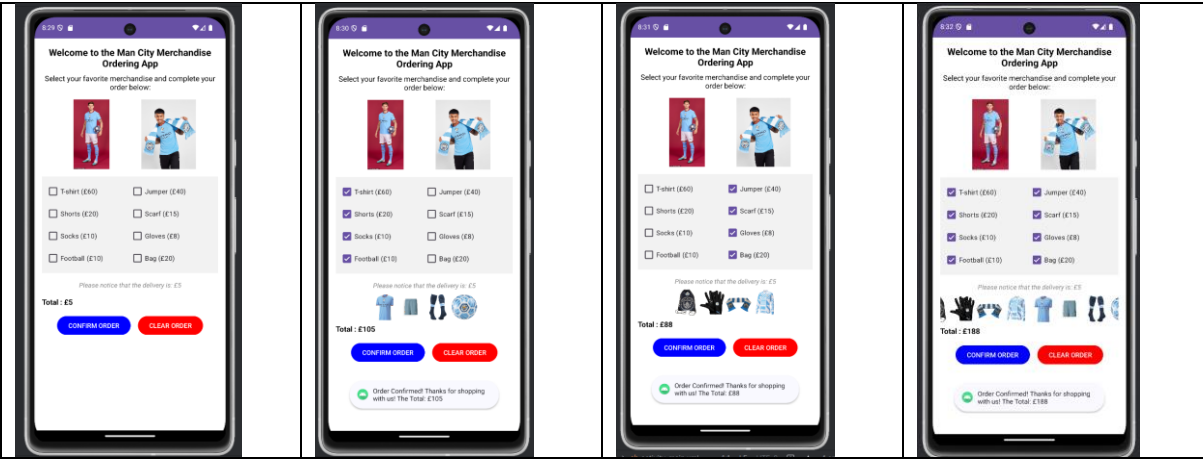 8:29
Welcome to the Man City Merchandise
Ordering App
Select your favorite merchandise and complete your
order below:
T-shirt (£60)
Jumper (£40)
Shorts (£20)
Scarf (£15)
Socks (£10)
Gloves (£8)
Football (£10)
Bag (£20)
Please notice that the delivery is: £5
Total : £5
CONFIRM ORDER
CLEAR ORDER
8:30
Welcome to the Man City Merchandise
Ordering App
Select your favorite merchandise and complete your
order below:
T-shirt (£60)
Jumper (£40)
Shorts (£20)
Scarf (£15)
Socks (£10)
Gloves (£8)
Football (£10)
Bag (£20)
Please notice that the delivery is: £5
Total : £105
CONFIRM ORDER
CLEAR ORDER
Order Confirmed! Thanks for shopping
with us! The Total: £105
8:31
Welcome to the Man City Merchandise
Ordering App
Select your favorite merchandise and complete your
order below:
T-shirt (£60)
Jumper (£40)
Shorts (£20)
Scarf (£15)
Socks (£10)
Gloves (£8)
Football (£10)
Bag (£20)
Please notice that the delivery is: £5
Total : £88
CONFIRM ORDER
CLEAR ORDER
Order Confirmed! Thanks for shopping
with us! The Total: £88
8:32
Welcome to the Man City Merchandise
Ordering App
Select your favorite merchandise and complete your
order below:
T-shirt (£60)
Jumper (£40)
Shorts (£20)
Scarf (£15)
Socks (£10)
Gloves (£8)
Football (£10)
Bag (£20)
Please notice that the delivery is: £5
Total : £188
CONFIRM ORDER
CLEAR ORDER
Order Confirmed! Thanks for shopping
with us! The Total: £188